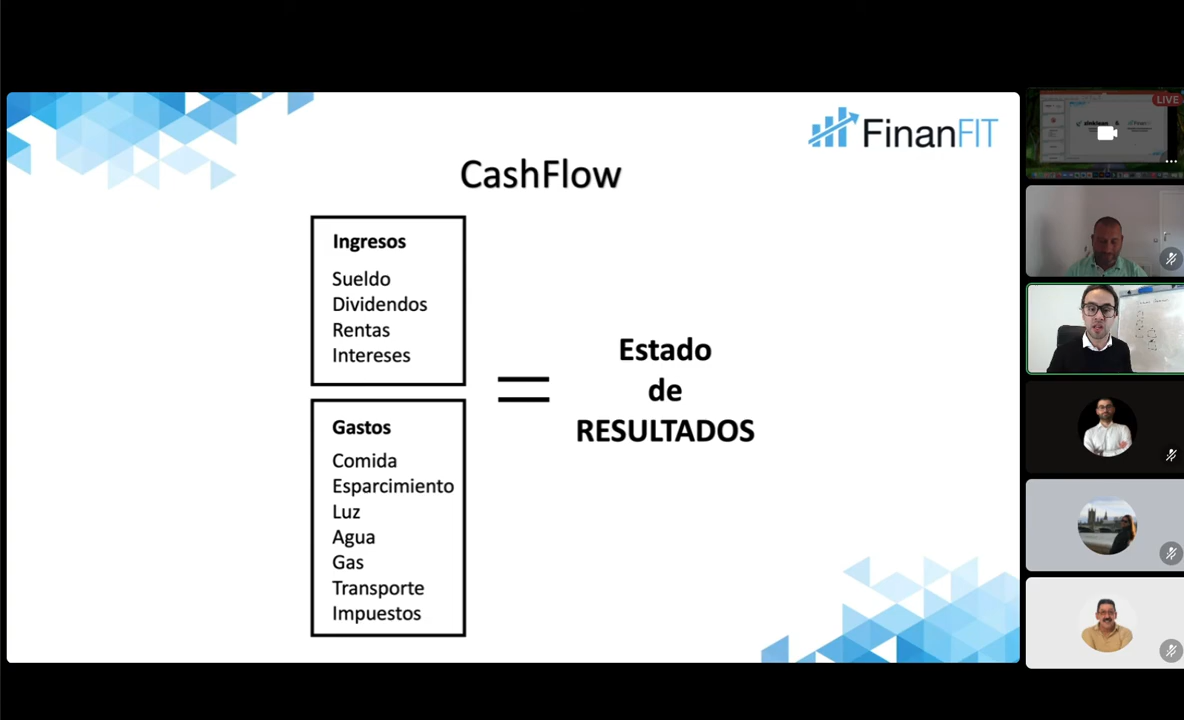 FinanFIT
LIVE
CashFlow
Ingresos
Sueldo
Dividendos
Rentas
Intereses
Gastos
Comida
Esparcimiento
Luz
Agua
Gas
Transporte
Impuestos
=
Estado
de
RESULTADOS